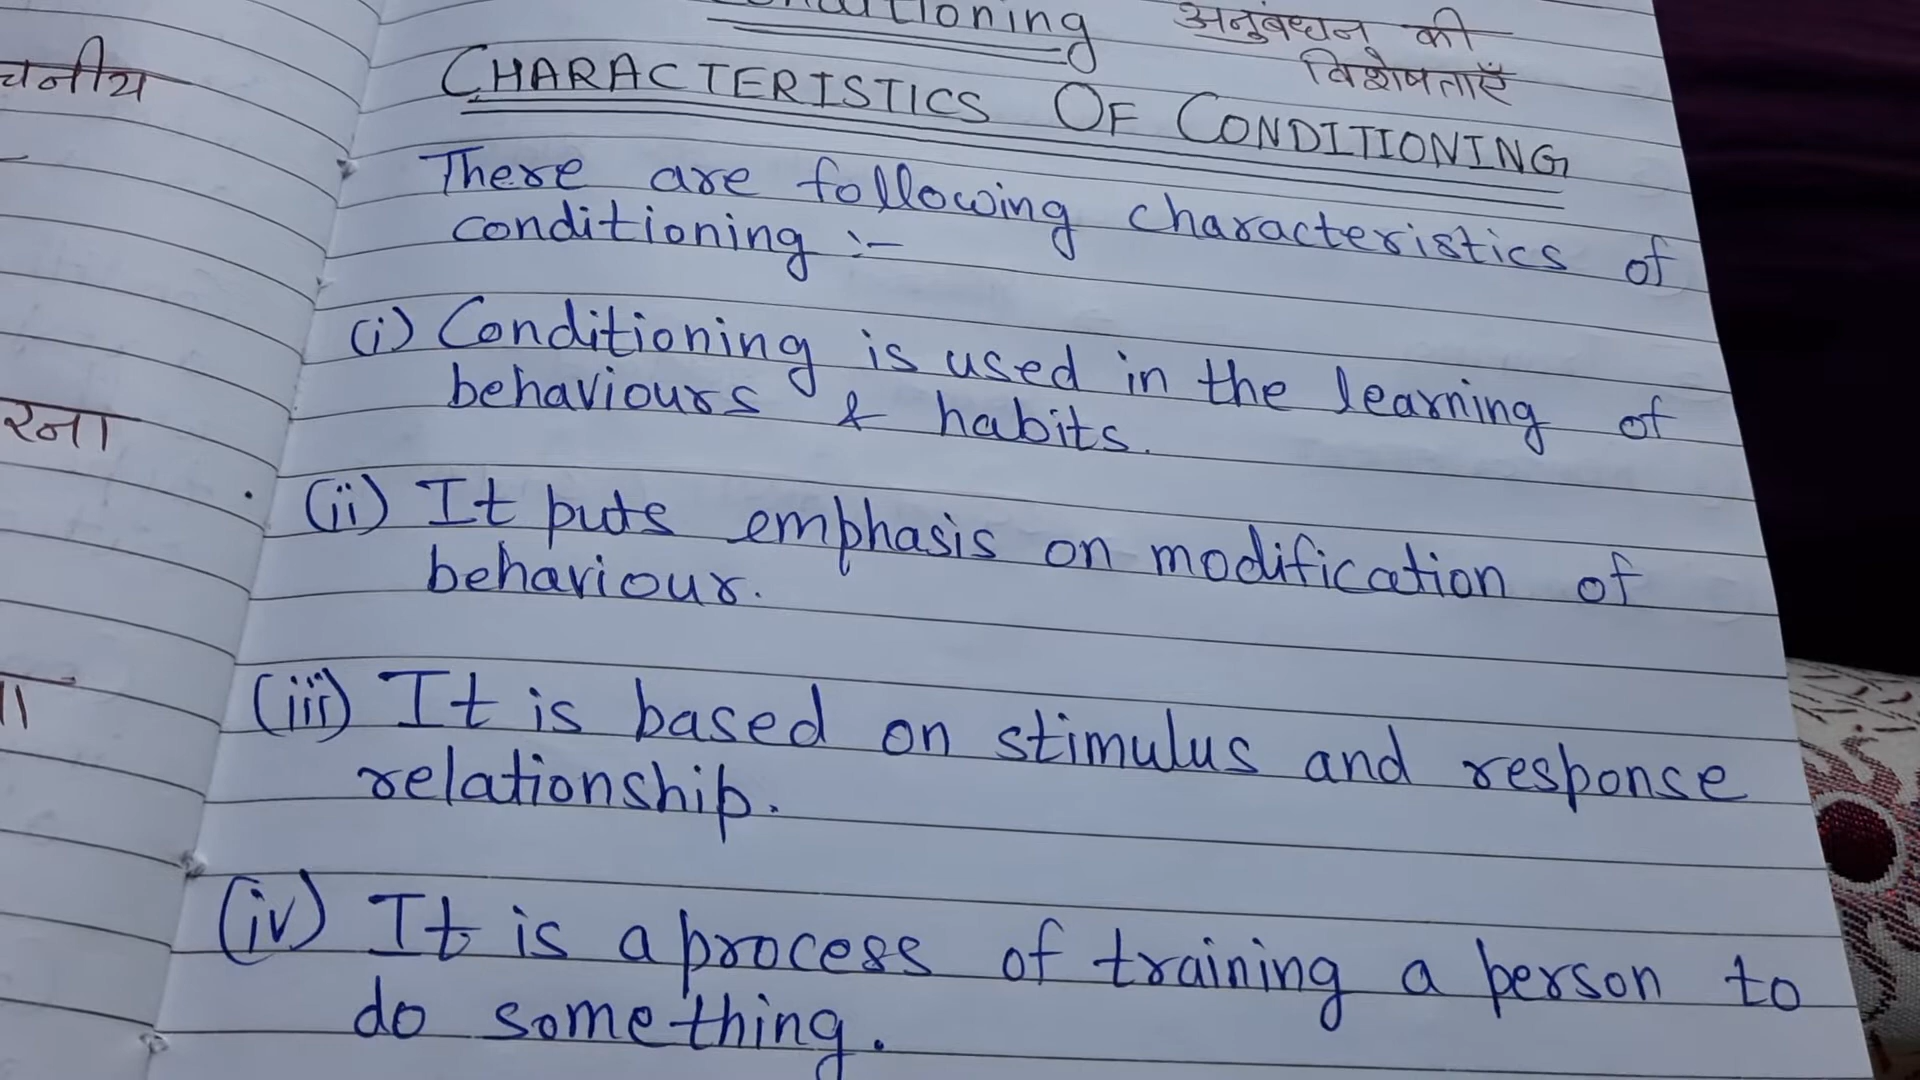 Conditioning अनुबंधन की
विशेषताएँ
CHARACTERISTICS OF CONDITIONING
There are following characteristics of
conditioning :-
(i) Conditioning is used in the learning of
behaviours & habits.
(ii) It puts emphasis on modification of
behaviour.
(iii) It is based on stimulus and response
relationship.
(iv) It is a process of training a person to
do something.